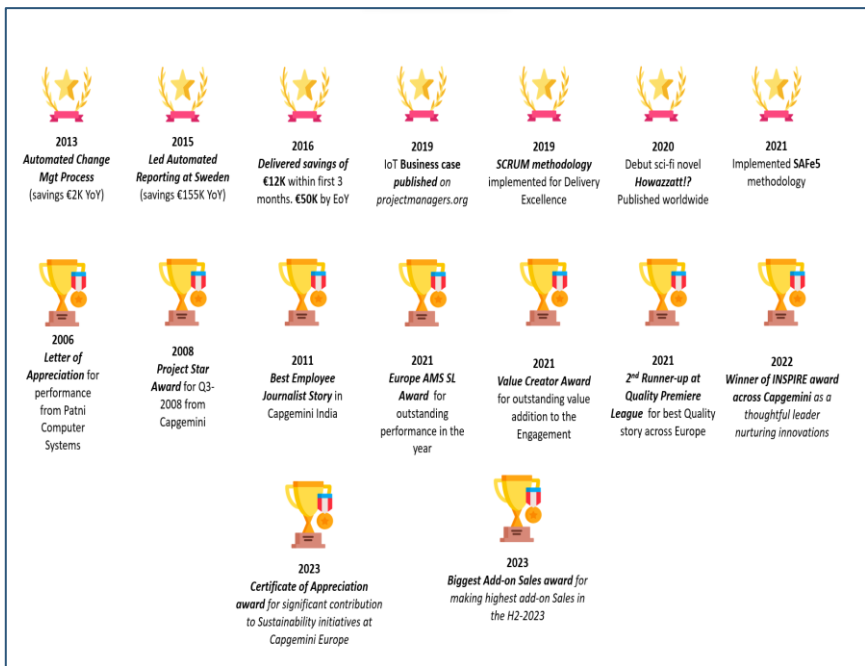 2013
Automated Change
Mgt Process
(savings €2K YoY)
2015
Led Automated
Reporting at Sweden
(savings €155K YoY)
2016
Delivered savings of
€12K within first 3
months. €50K by EoY
2019
IoT Business case
published on
projectmanagers.org
2019
SCRUM methodology
implemented for Delivery
Excellence
2020
Debut sci-fi novel
Howazzatt!?
Published worldwide
2021
Implemented SAFe5
methodology
2006
Letter of
Appreciation for
performance
from Patni
Computer
Systems
2008
Project Star
Award for Q3-
2008 from
Capgemini
2011
Best Employee
Journalist Story in
Capgemini India
2021
Europe AMS SL
Award for
outstanding
performance in the
year
2021
Value Creator Award
for outstanding value
addition to the
Engagement
2021
2nd Runner-up at
Quality Premiere
League for best Quality
story across Europe
2022
Winner of INSPIRE award
across Capgemini as a
thoughtful leader
nurturing innovations
2023
Certificate of Appreciation
award for significant contribution
to Sustainability initiatives at
Capgemini Europe
2023
Biggest Add-on Sales award for
making highest add-on Sales in
the H2-2023